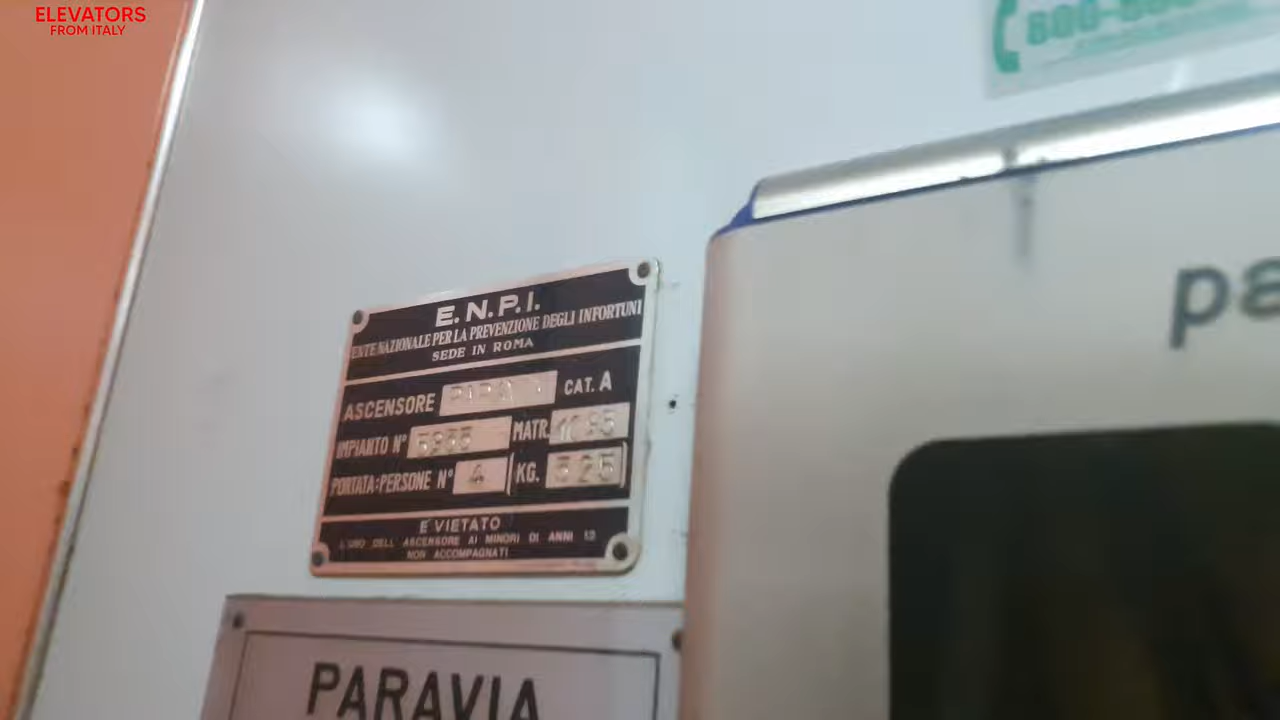 ELEVATORS
FROM ITALY
E.N.P.I.
ENTE NAZIONALE PER LA PREVENZIONE DEGLI INFORTUNI
SEDE IN ROMA
ASCENSORE CAT. A
IMPIANTO N° MATR.
PORTATA: PERSONE N° 4 KG. 325
È VIETATO
L'USO DELL' ASCENSORE AI MINORI DI ANNI 12
NON ACCOMPAGNATI
PARAVIA
pa